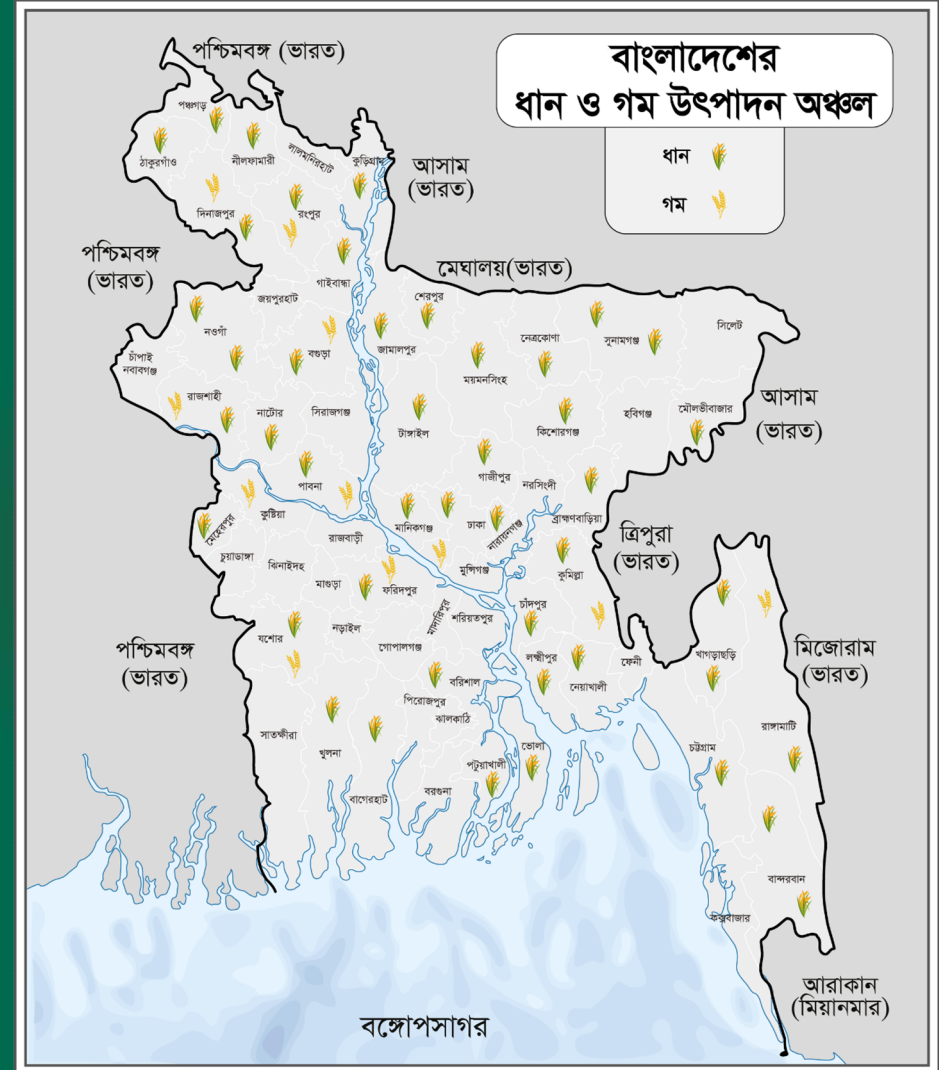 বাংলাদেশের
ধান ও গম উৎপাদন অঞ্চল
ধান
গম
পশ্চিমবঙ্গ (ভারত)
পঞ্চগড়
ঠাকুরগাঁও
নীলফামারী
লালমনিরহাট
কুড়িগ্রাম
আসাম
(ভারত)
দিনাজপুর
রংপুর
পশ্চিমবঙ্গ
(ভারত)
মেঘালয়(ভারত)
গাইবান্ধা
জয়পুরহাট
শেরপুর
নওগাঁ
বগুড়া
জামালপুর
নেত্রকোণা
সুনামগঞ্জ
সিলেট
চাঁপাই
নবাবগঞ্জ
ময়মনসিংহ
রাজশাহী
নাটোর
সিরাজগঞ্জ
টাঙ্গাইল
কিশোরগঞ্জ
হবিগঞ্জ
মৌলভীবাজার
আসাম
(ভারত)
গাজীপুর
নরসিংদী
পাবনা
কুষ্টিয়া
মেহেরপুর
মানিকগঞ্জ
ঢাকা
নারায়নগঞ্জ
ব্রাহ্মণবাড়িয়া
ত্রিপুরা
(ভারত)
রাজবাড়ী
চুয়াডাঙ্গা
ঝিনাইদহ
মাগুড়া
ফরিদপুর
মুন্সিগঞ্জ
কুমিল্লা
চাঁদপুর
মাদারিপুর
শরিয়তপুর
যশোর
নড়াইল
গোপালগঞ্জ
লক্ষ্মীপুর
ফেনী
খাগড়াছড়ি
মিজোরাম
(ভারত)
পশ্চিমবঙ্গ
(ভারত)
বরিশাল
নোয়াখালী
পিরোজপুর
ঝালকাঠি
সাতক্ষীরা
খুলনা
ভোলা
চট্টগ্রাম
রাঙ্গামাটি
পটুয়াখালী
বাগেরহাট
বরগুনা
বান্দরবান
কক্সবাজার
আরাকান
(মিয়ানমার)
বঙ্গোপসাগর